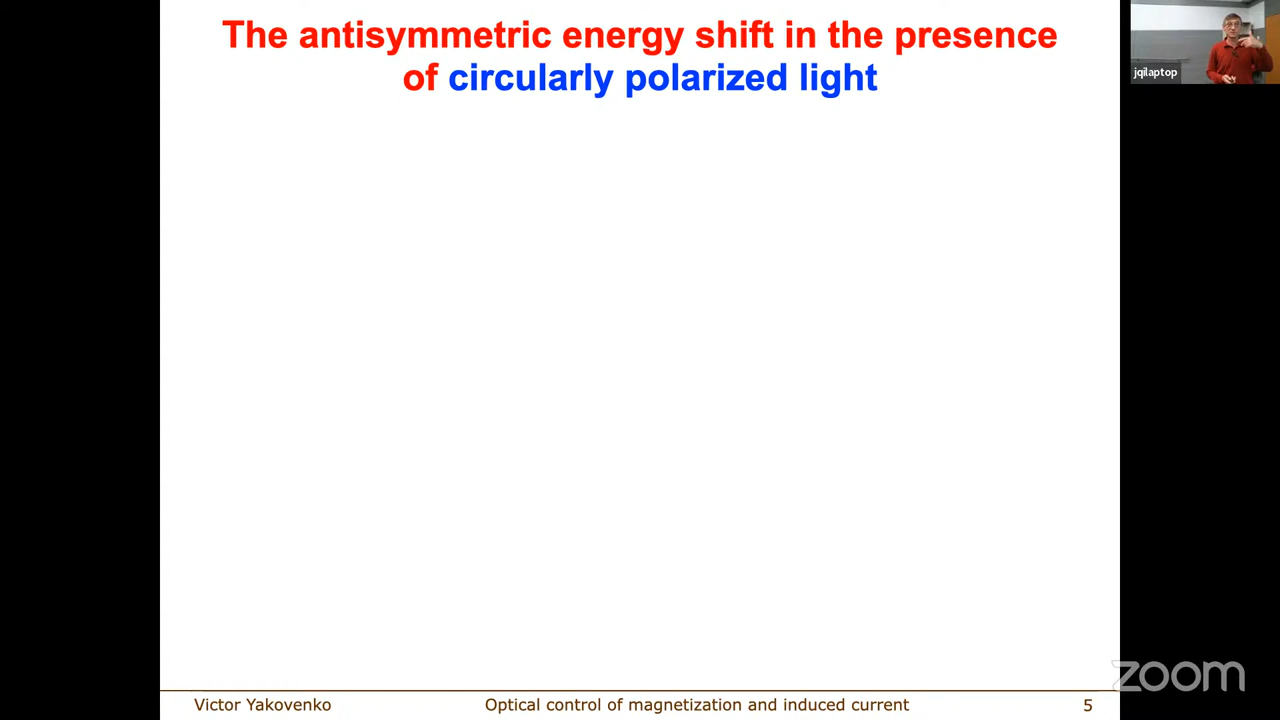 The antisymmetric energy shift in the presence
of circularly polarized light
jqilaptop
zoom
Victor Yakovenko Optical control of magnetization and induced current 5